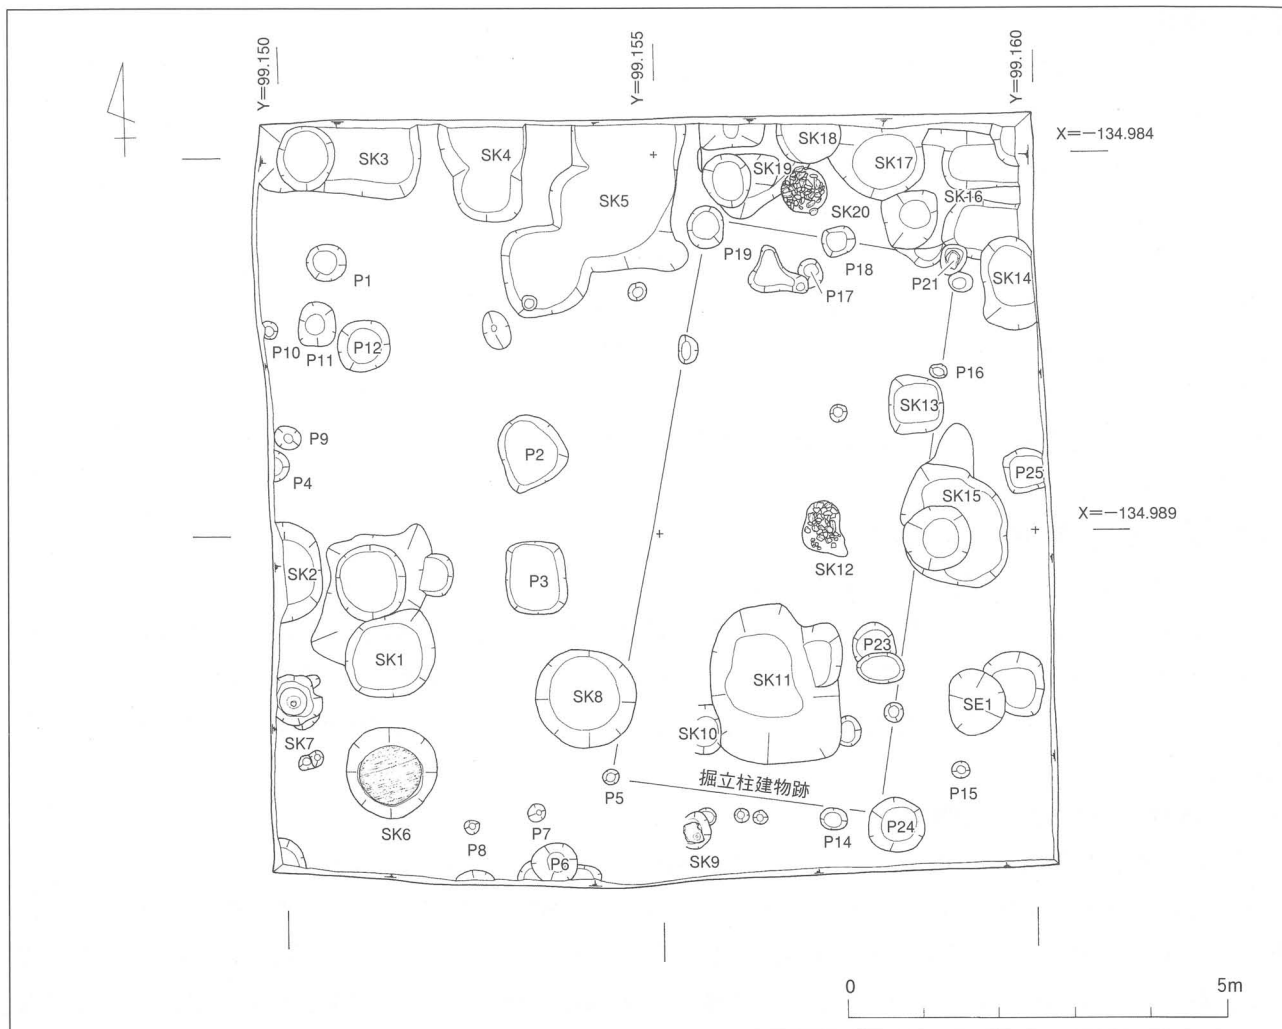 Y=99.150
Y=99.155
Y=99.160
X=-134.984
SK3
SK4
SK5
SK18
SK19
SK17
SK16
SK20
P19
P18
P17
P21
SK14
P1
P10
P11
P12
P16
SK13
P9
P4
P2
P25
SK15
X=-134.989
SK2
P3
SK12
SK1
P23
SK8
SK11
SE1
SK7
SK10
掘立柱建物跡
P5
P15
SK6
P8
P7
P6
SK9
P14
P24
0 5m